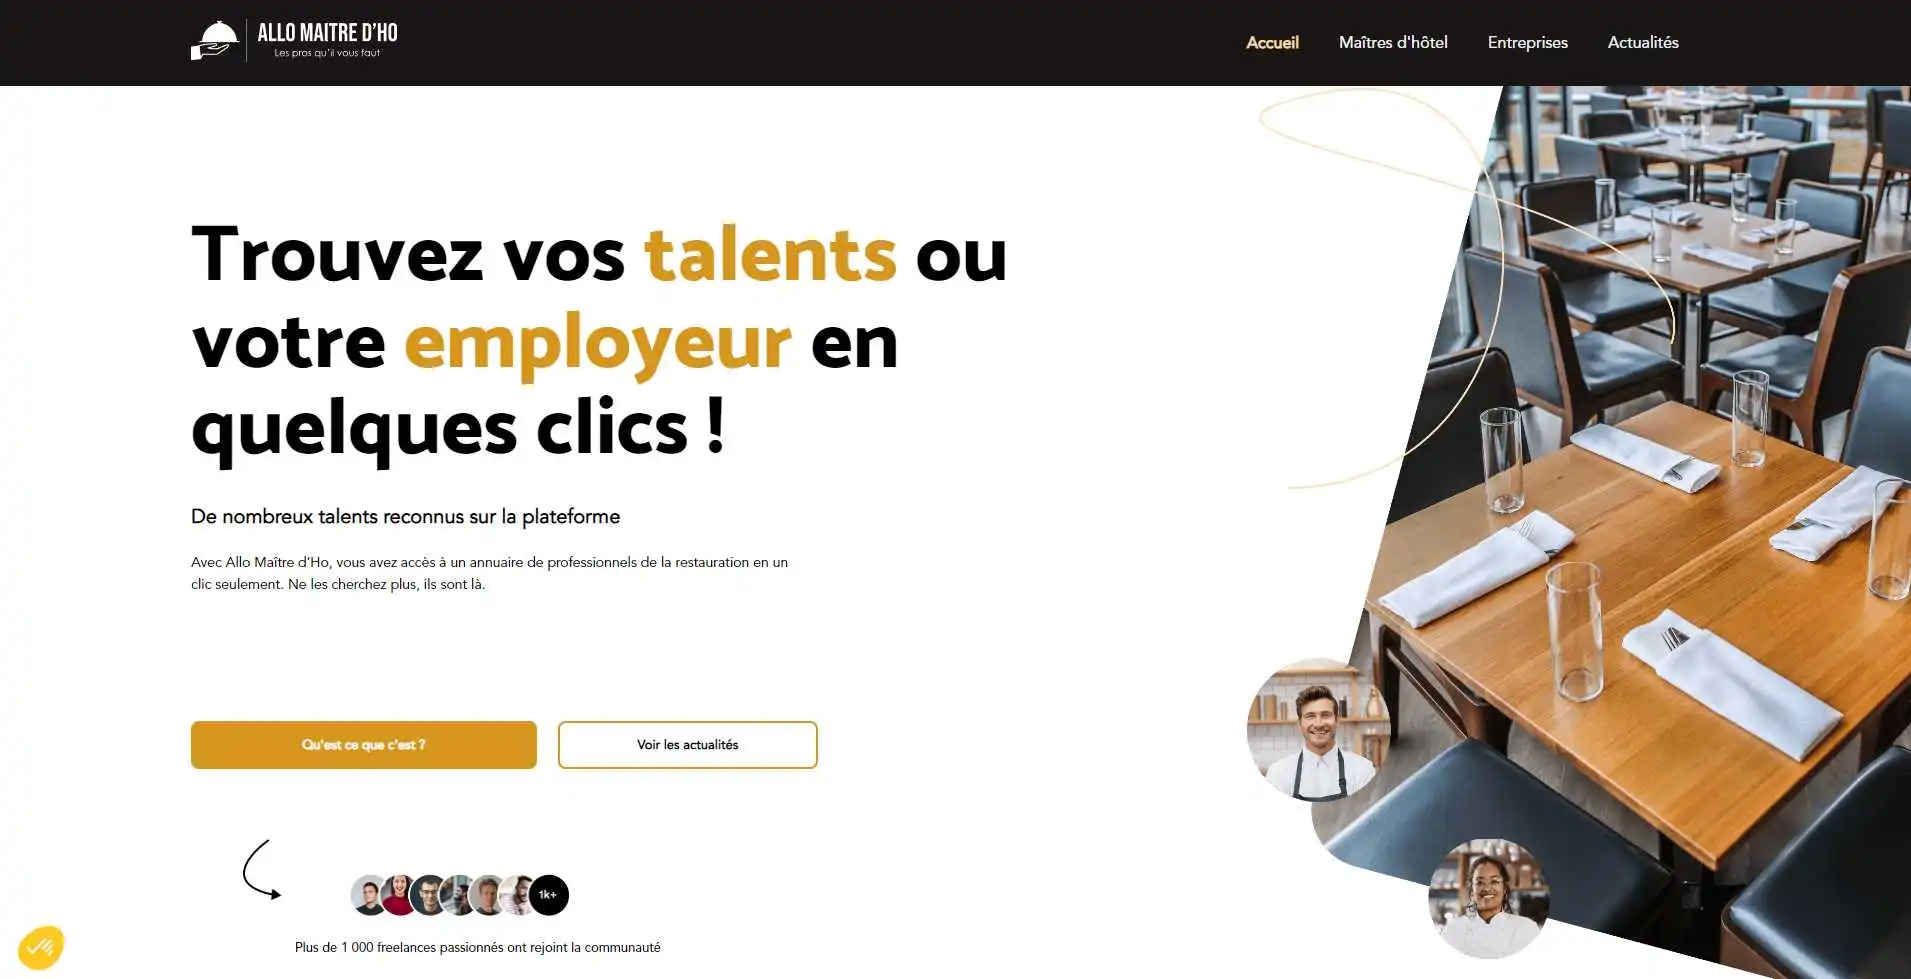 ALLO MAITRE D'HO
Les pros qu'il vous faut
Accueil
Maîtres d'hôtel
Entreprises
Actualités
Trouvez vos talents ou
votre employeur en
quelques clics !
De nombreux talents reconnus sur la plateforme
Avec Allo Maître d'Ho, vous avez accès à un annuaire de professionnels de la restauration en un
clic seulement. Ne les cherchez plus, ils sont là.
Qu'est ce que c'est ?
Voir les actualités
1k+
Plus de 1 000 freelances passionnés ont rejoint la communauté